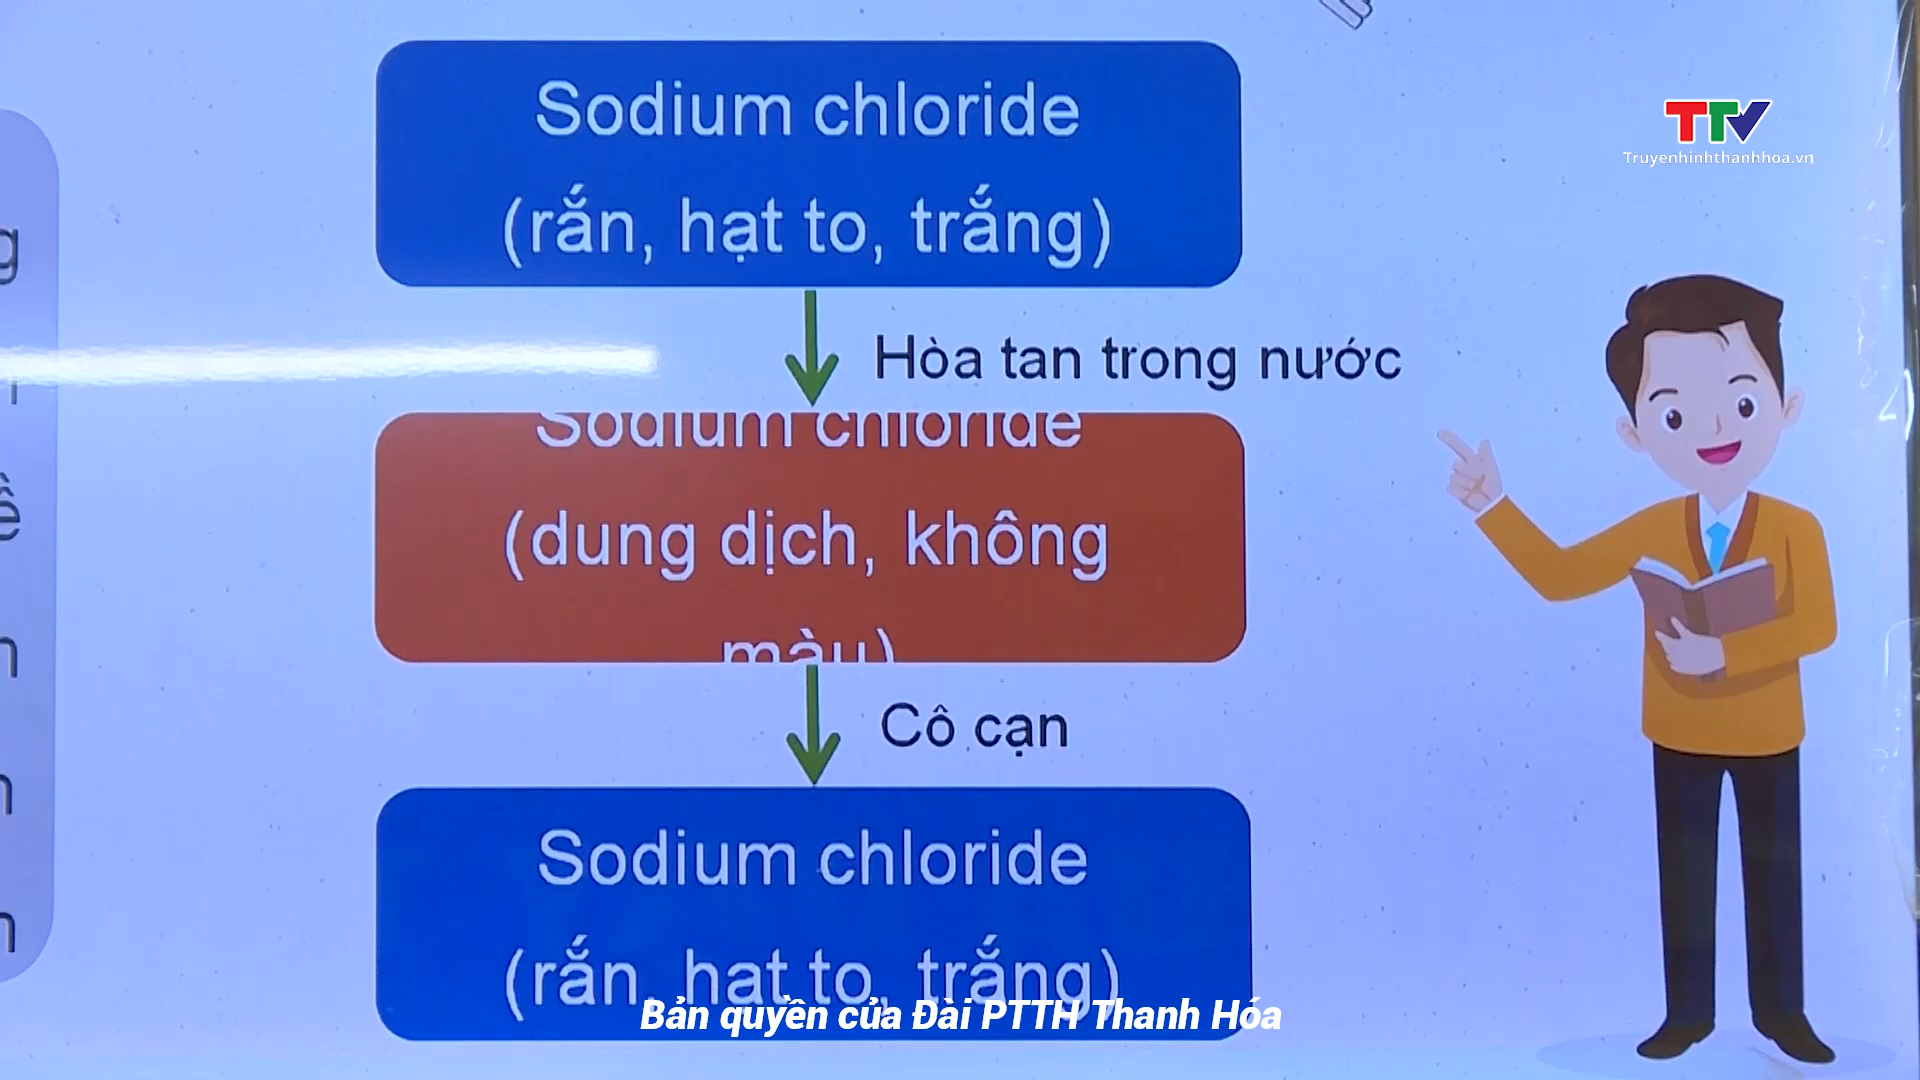 Sodium chloride
(rắn, hạt to, trắng)
TTV
Truyenhinhthanhhoa.vn
Hòa tan trong nước
Sodium chloride
(dung dịch, không
màu)
Cô cạn
Sodium chloride
(rắn, hạt to, trắng)
Bản quyền của Đài PTTH Thanh Hóa